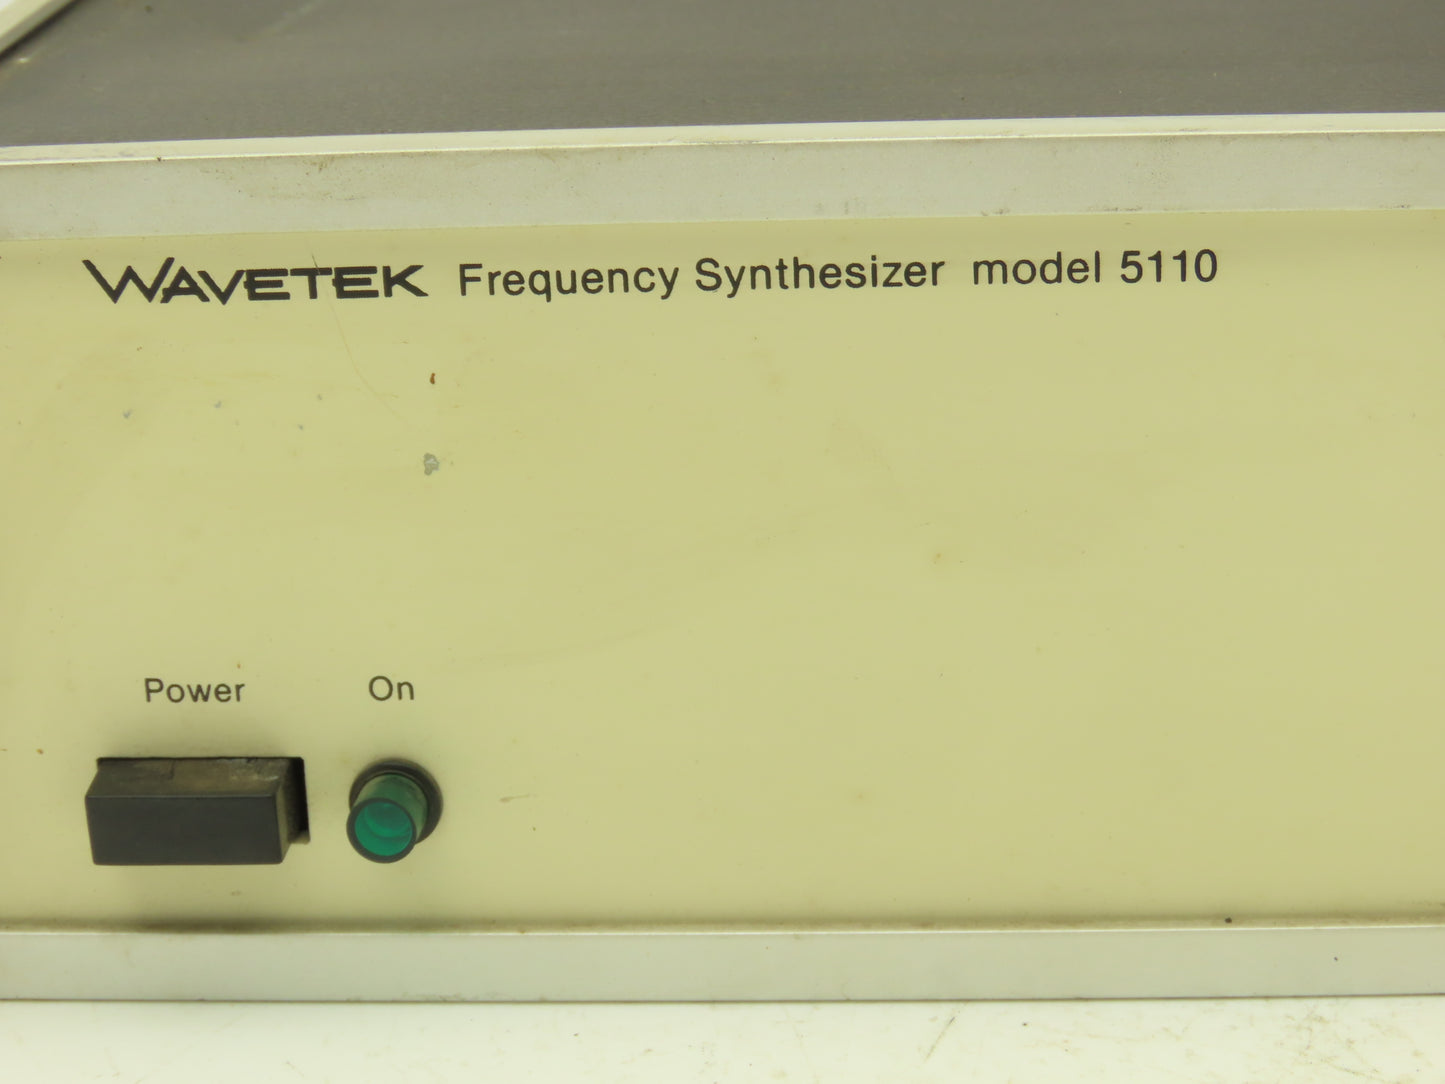 WAVETEK Frequency Synthesizer model 5110
Power On